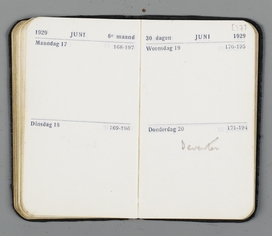 1929 JUNI 6e maand
Maandag 17 168-197
Dinsdag 18 169-196
30 dagen JUNI 1929
Woensdag 19 170-195
Donderdag 20 171-194
Deventer